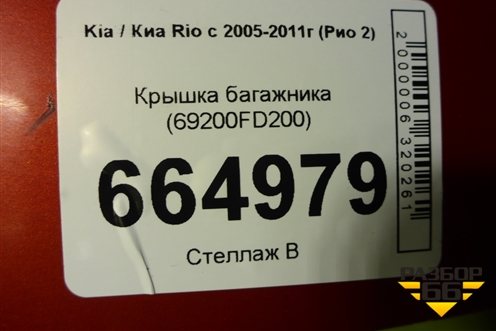 Kia / Киа Rio с 2005-2011г (Рио 2)
Крышка багажника
(69200FD200)
664979
Стеллаж В
2000006320261
РАЗБОР
66